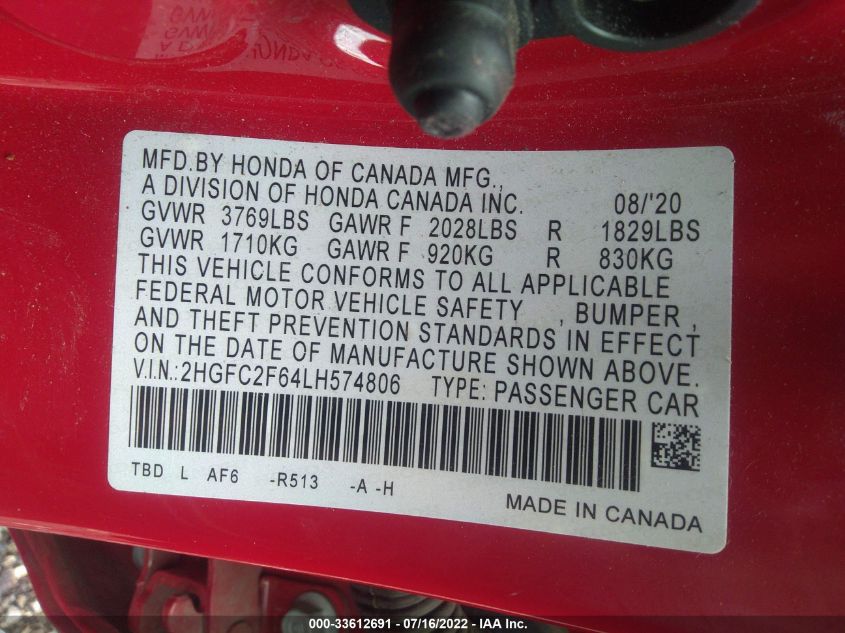 MFD.BY HONDA OF CANADA MFG.,
A DIVISION OF HONDA CANADA INC. 08/'20
GVWR 3769LBS GAWR F 2028LBS R 1829LBS
GVWR 1710KG GAWR F 920KG R 830KG
THIS VEHICLE CONFORMS TO ALL APPLICABLE
FEDERAL MOTOR VEHICLE SAFETY , BUMPER ,
AND THEFT PREVENTION STANDARDS IN EFFECT
ON THE DATE OF MANUFACTURE SHOWN ABOVE.
V.I.N.:2HGFC2F64LH574806 TYPE: PASSENGER CAR
TBD L AF6 -R513 -A -H
MADE IN CANADA
000-33612691 - 07/16/2022 - IAA Inc.